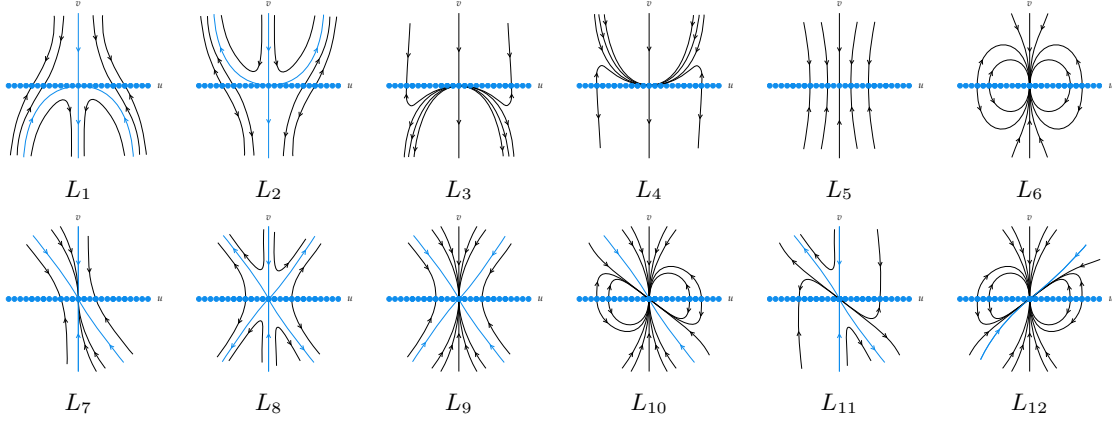 v v v v v v
u u u u u u
L₁ L₂ L₃ L₄ L₅ L₆
v v v v v v
u u u u u u
L₇ L₈ L₉ L₁₀ L₁₁ L₁₂